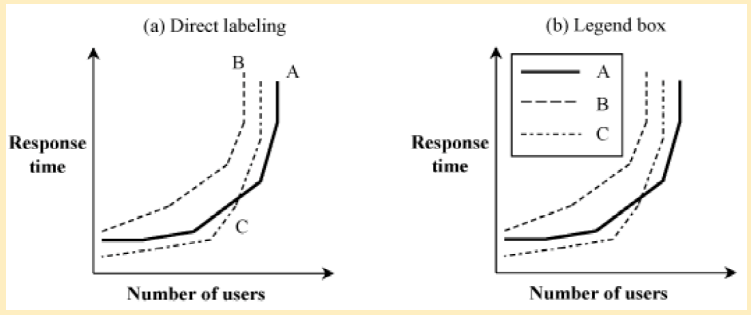 (a) Direct labeling
B
A
Response
time
C
Number of users
(b) Legend box
A
B
C
Response
time
Number of users